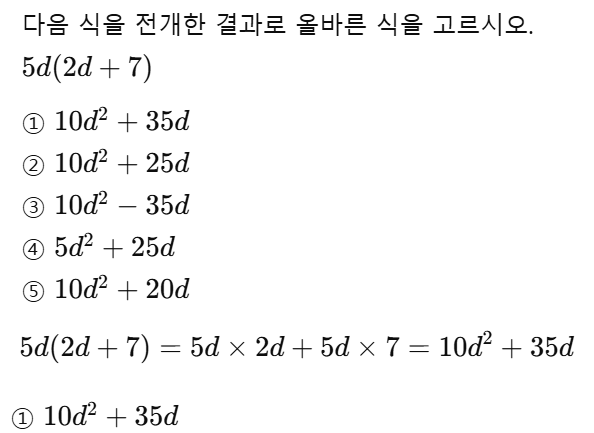 다음 식을 전개한 결과로 올바른 식을 고르시오.
5d(2d + 7)
① 10d² + 35d
② 10d² + 25d
③ 10d² − 35d
④ 5d² + 25d
⑤ 10d² + 20d
5d(2d + 7) = 5d × 2d + 5d × 7 = 10d² + 35d
① 10d² + 35d